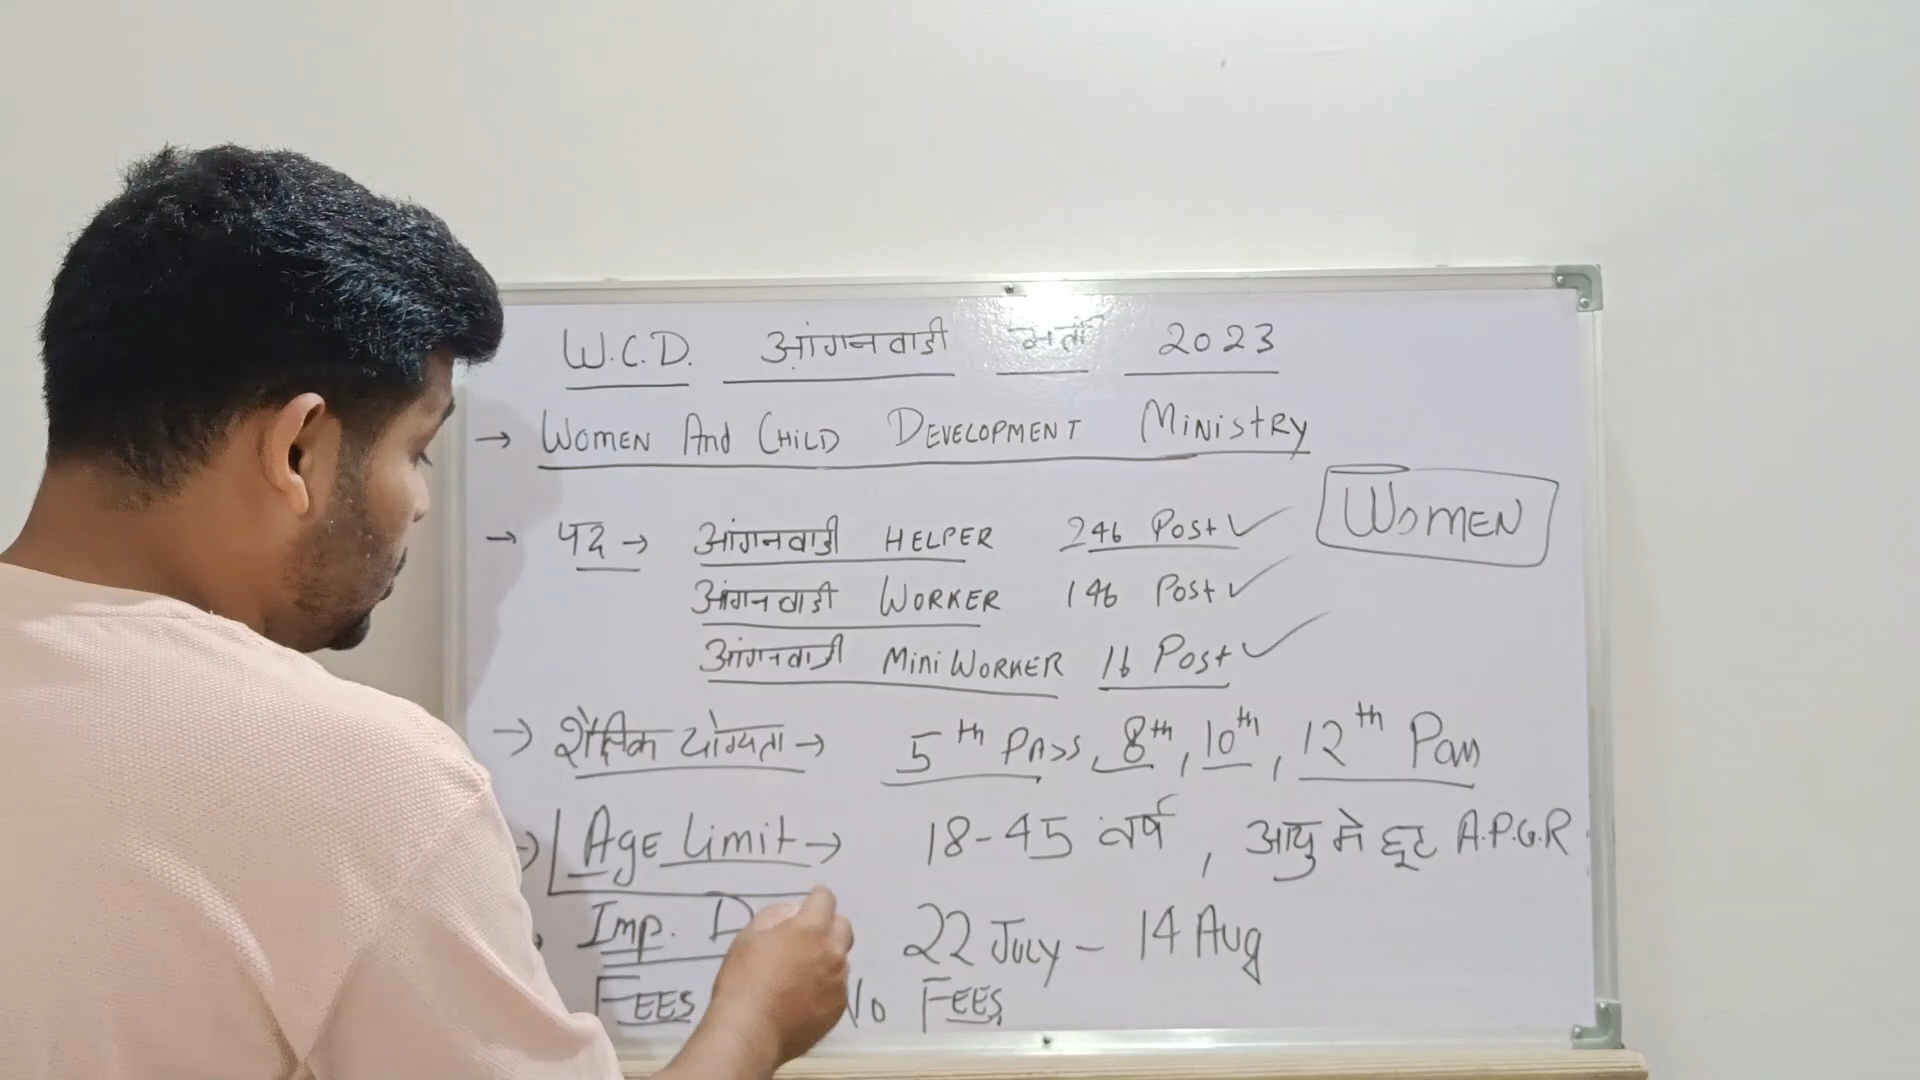 W.C.D. आंगनवाडी भर्ती 2023
→ WOMEN And CHILD DEVELOPMENT MINISTRY
WOMEN
→ पद → आंगनवाडी HELPER 246 Post ✓
आंगनवाडी WORKER 146 Post ✓
आंगनवाडी Mini WORKER 16 Post ✓
→ शैक्षिक योग्यता → 5th PASS, 8th, 10th, 12th Pass
→ Age Limit → 18-45 वर्ष, आयु मे छूट A.P.G.R
Imp. 22 July - 14 Aug
FEES No FEES